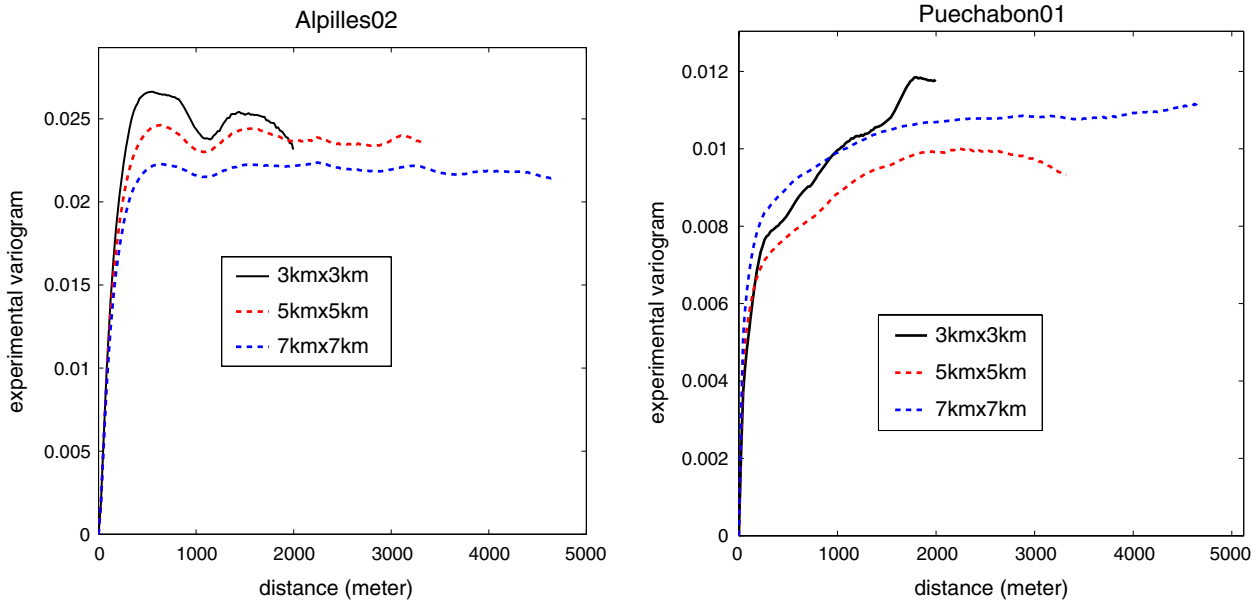 Alpilles02
experimental variogram
0.025
0.02
0.015
0.01
0.005
0
3kmx3km
5kmx5km
7kmx7km
0 1000 2000 3000 4000 5000
distance (meter)
Puechabon01
experimental variogram
0.012
0.01
0.008
0.006
0.004
0.002
0
3kmx3km
5kmx5km
7kmx7km
0 1000 2000 3000 4000 5000
distance (meter)